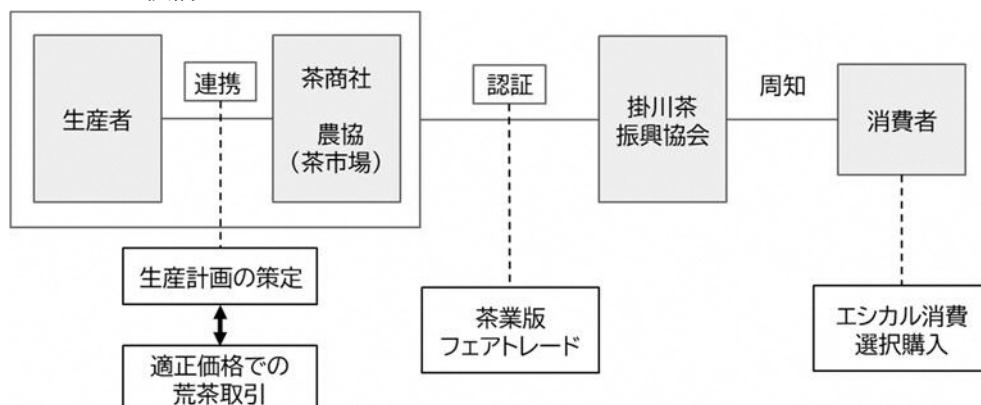 生産者
連携
茶商社
農協
（茶市場）
認証
掛川茶
振興協会
周知
消費者
生産計画の策定
適正価格での
荒茶取引
茶業版
フェアトレード
エシカル消費
選択購入